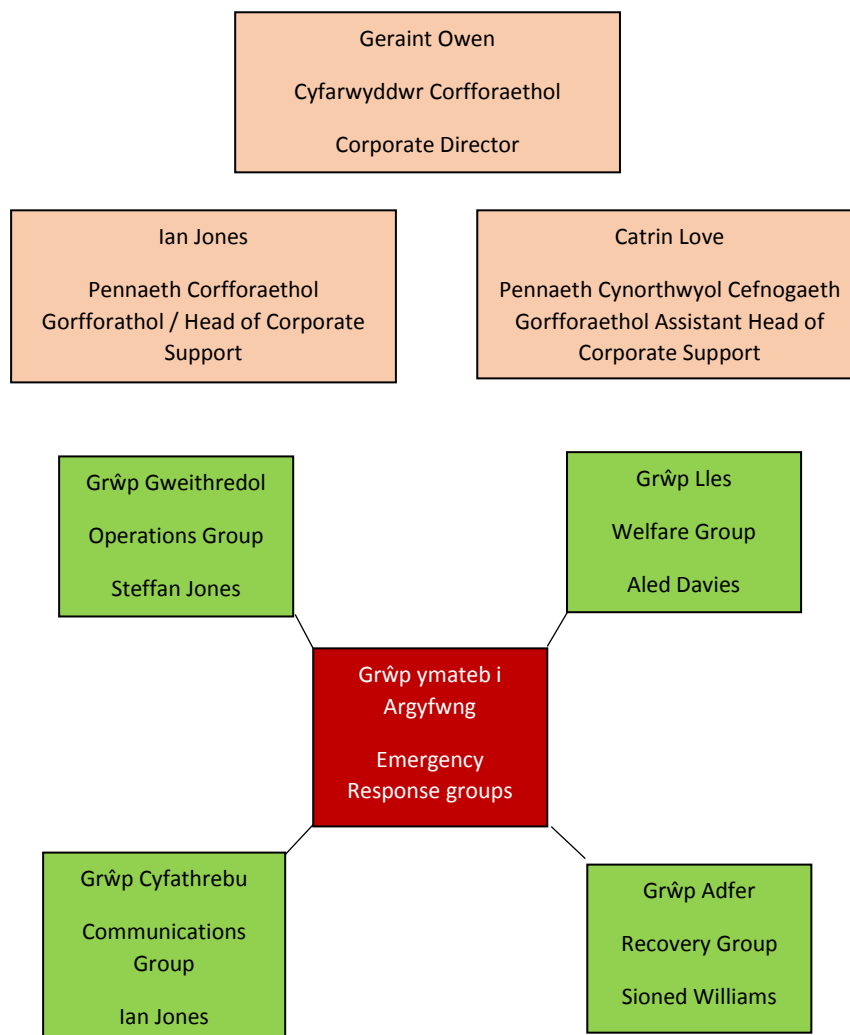 Geraint Owen
Cyfarwyddwr Corfforaethol
Corporate Director
Ian Jones
Pennaeth Corfforaethol
Gorfforathol / Head of Corporate
Support
Catrin Love
Pennaeth Cynorthwyol Cefnogaeth
Gorfforaethol Assistant Head of
Corporate Support
Grŵp Gweithredol
Operations Group
Steffan Jones
Grŵp Lles
Welfare Group
Aled Davies
Grŵp ymateb i
Argyfwng
Emergency
Response groups
Grŵp Cyfathrebu
Communications
Group
Ian Jones
Grŵp Adfer
Recovery Group
Sioned Williams